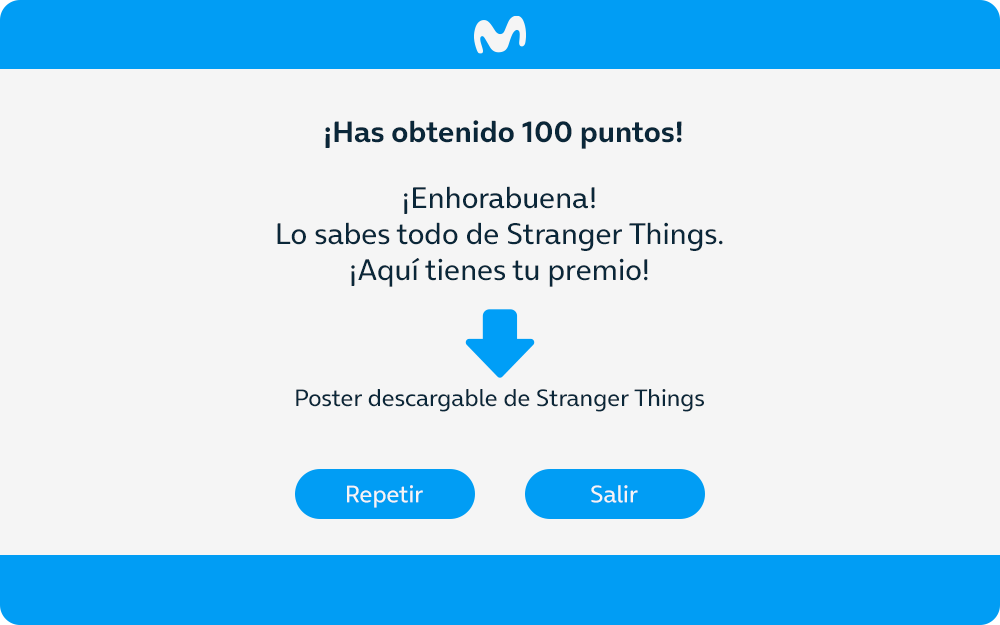 ¡Has obtenido 100 puntos!
¡Enhorabuena!
Lo sabes todo de Stranger Things.
¡Aquí tienes tu premio!
Poster descargable de Stranger Things
Repetir
Salir